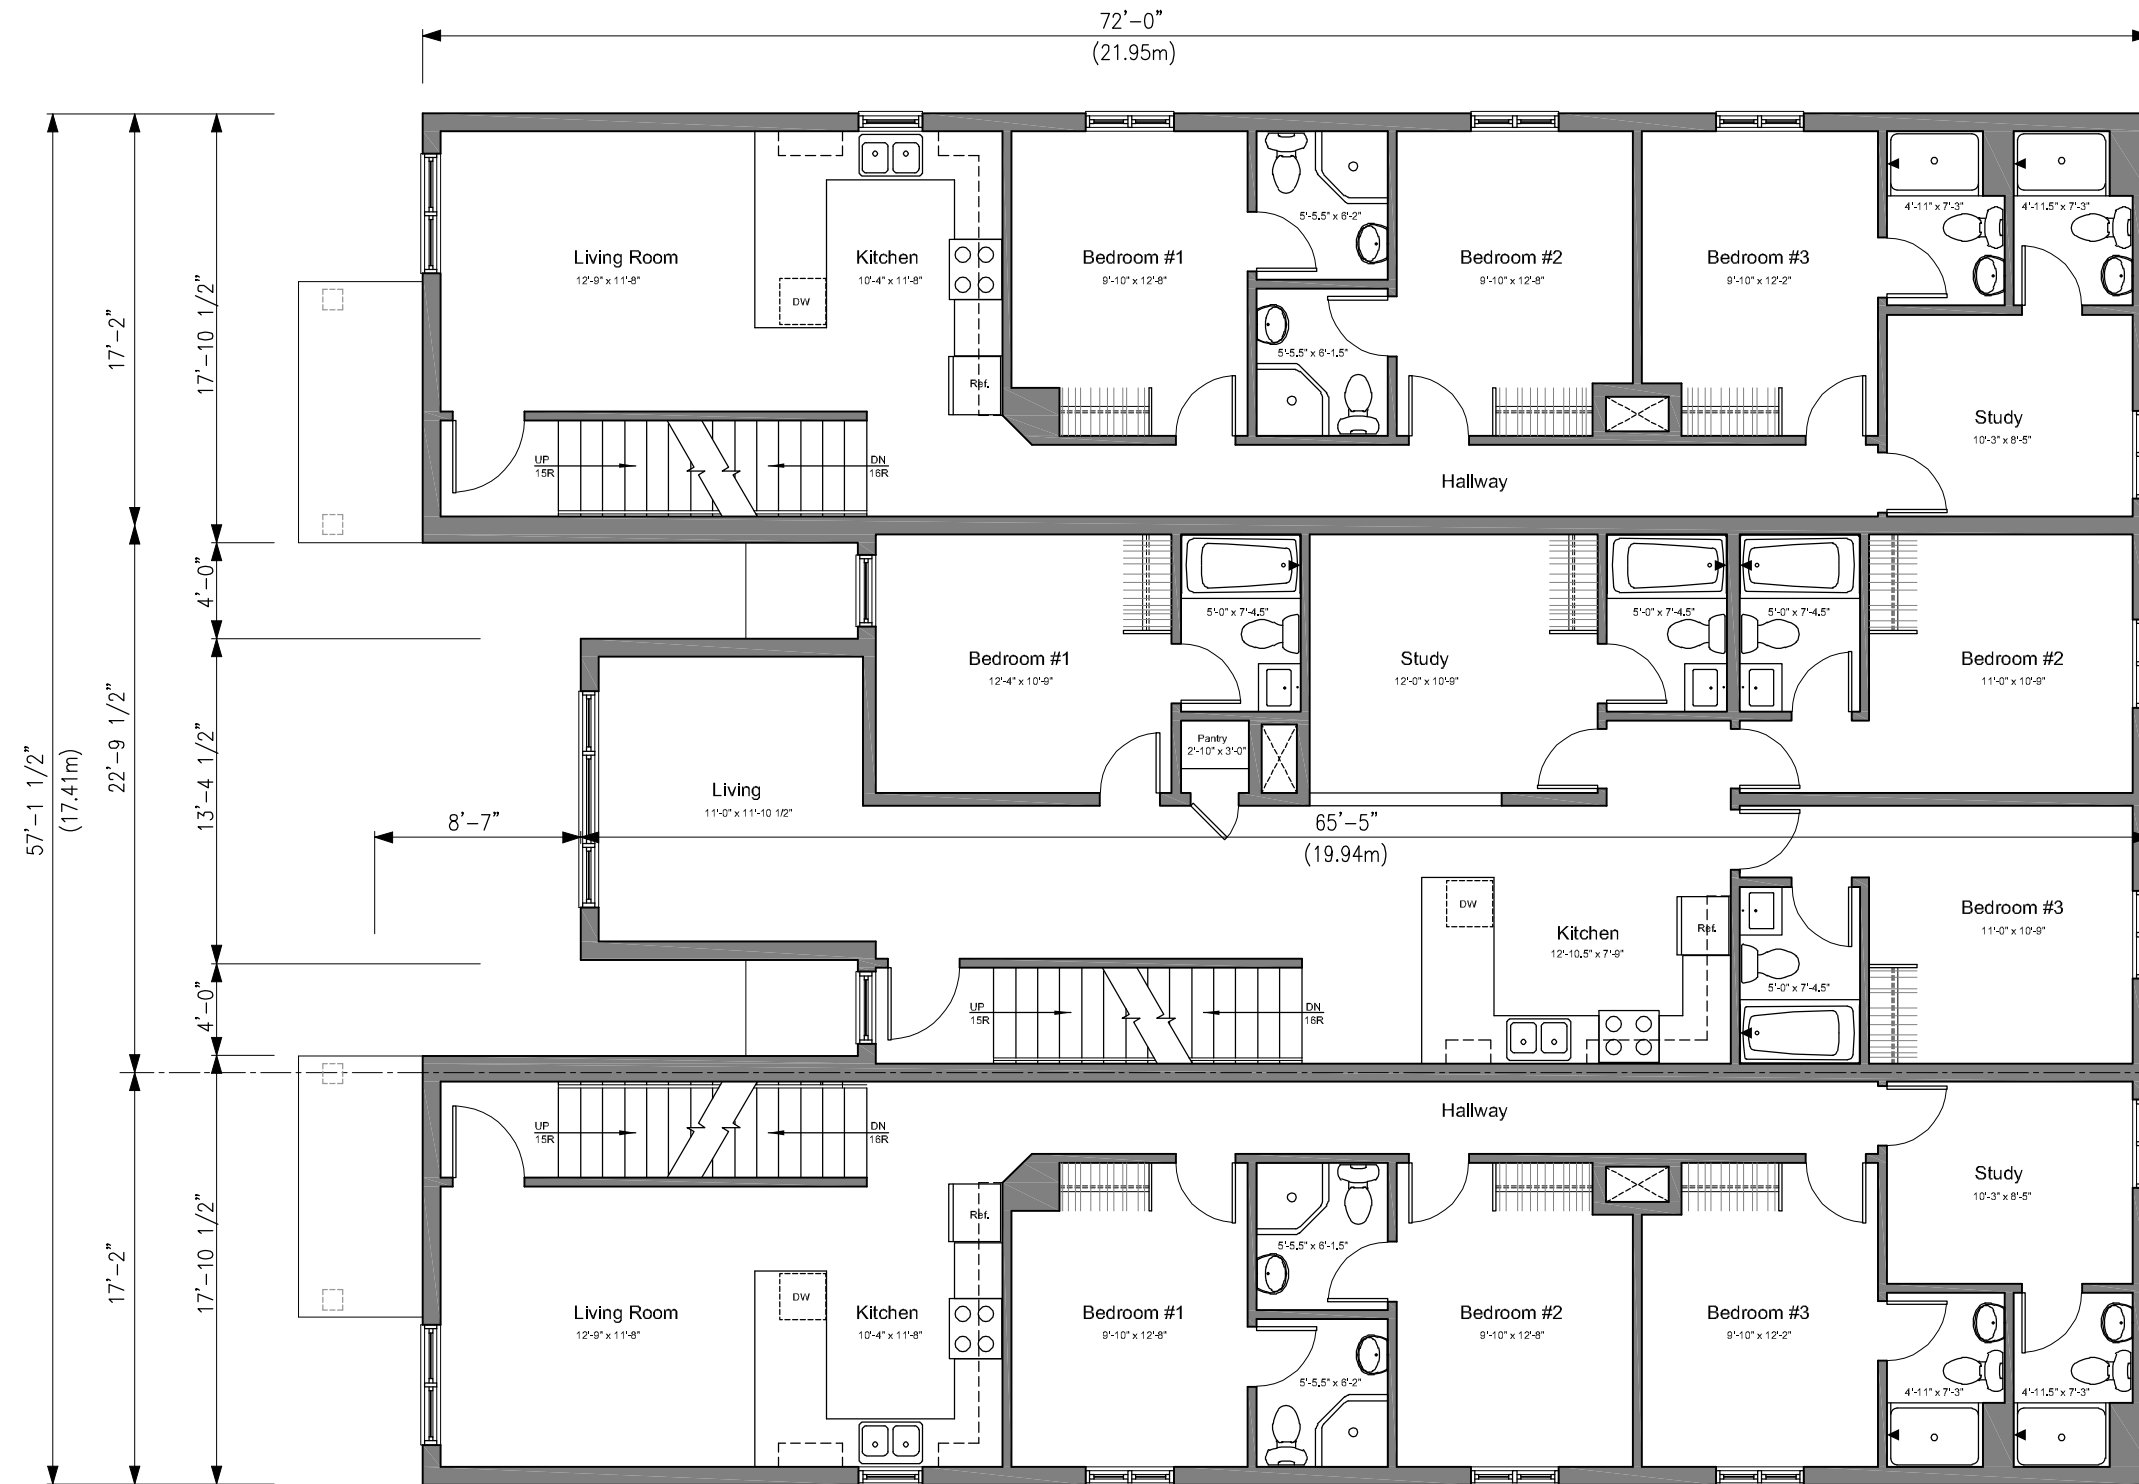 72'-0"
(21.95m)
57'-11 1/2"
(17.41m)
17'-2"
22'-9 1/2"
17'-2"
17'-10 1/2"
4'-0"
13'-4 1/2"
4'-0"
17'-10 1/2"
Living Room
12'-9" x 11'-8"
Kitchen
10'-4" x 11'-8"
DW
Ref.
Bedroom #1
9'-10" x 12'-8"
5'-5.5" x 6'-2"
5'-5.5" x 6'-1.5"
Bedroom #2
9'-10" x 12'-8"
Bedroom #3
9'-10" x 12'-2"
4'-11" x 7'-3"
4'-11.5" x 7'-3"
Study
10'-3" x 8'-5"
UP
15R
DN
16R
Hallway
Bedroom #1
12'-4" x 10'-9"
5'-0" x 7'-4.5"
Study
12'-0" x 10'-9"
5'-0" x 7'-4.5"
5'-0" x 7'-4.5"
Bedroom #2
11'-0" x 10'-9"
Pantry
2'-10" x 3'-0"
Living
11'-0" x 11'-10 1/2"
8'-7"
65'-5"
(19.94m)
DW
Kitchen
12'-10.5" x 7'-9"
Ref.
Bedroom #3
11'-0" x 10'-9"
5'-0" x 7'-4.5"
UP
15R
DN
16R
Hallway
UP
15R
DN
16R
Study
10'-3" x 8'-5"
Ref.
5'-5.5" x 6'-1.5"
DW
Living Room
12'-9" x 11'-8"
Kitchen
10'-4" x 11'-8"
Bedroom #1
9'-10" x 12'-8"
5'-5.5" x 6'-2"
Bedroom #2
9'-10" x 12'-8"
Bedroom #3
9'-10" x 12'-2"
4'-11" x 7'-3"
4'-11.5" x 7'-3"